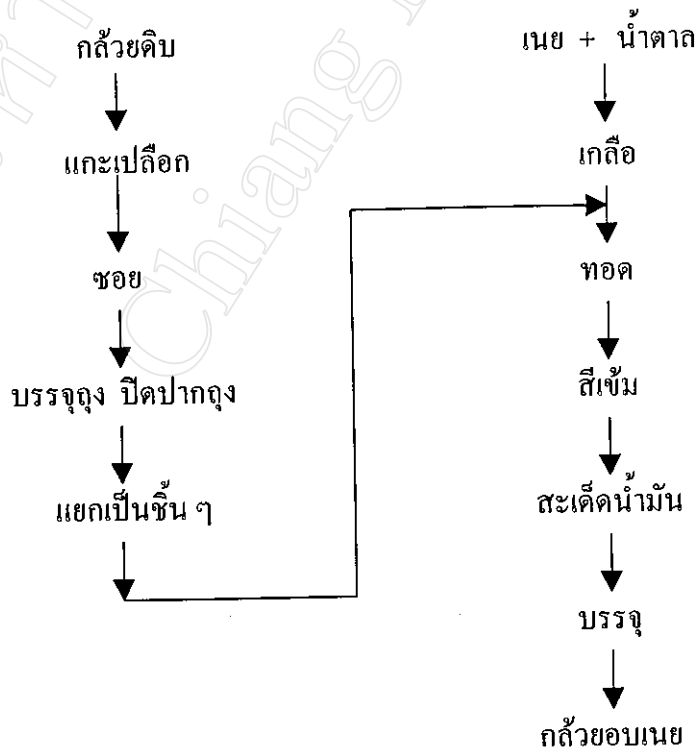 กล้วยดิบ
แกะเปลือก
ซอย
บรรจุถุง ปิดปากถุง
แยกเป็นชิ้น ๆ
เนย + น้ำตาล
เกลือ
ทอด
สีเข้ม
สะเด็ดน้ำมัน
บรรจุ
กล้วยอบเนย
Chiang